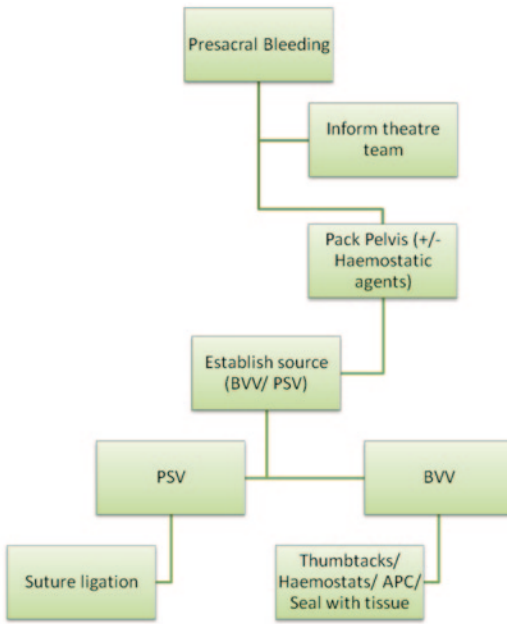 Presacral Bleeding
Inform theatre
team
Pack Pelvis (+/-
Haemostatic
agents)
Establish source
(BVV/ PSV)
PSV
BVV
Suture ligation
Thumbtacks/
Haemostats/ APC/
Seal with tissue